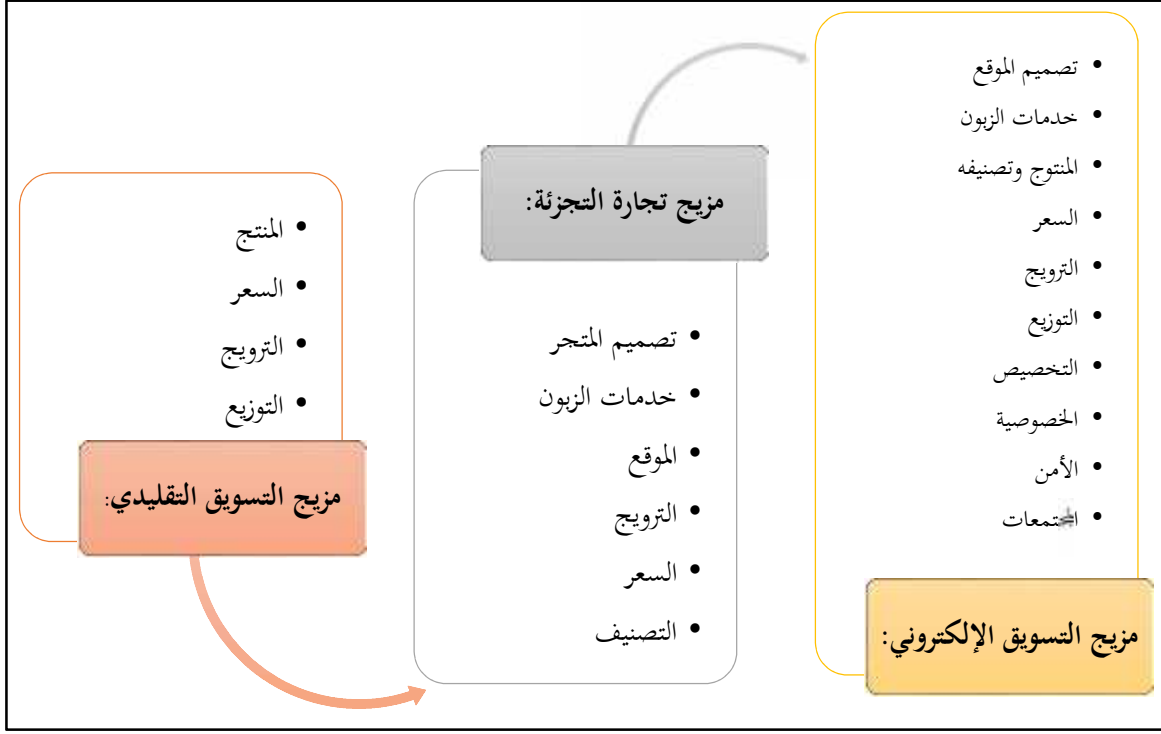 مزيج التسويق التقليدي:
• المنتج
• السعر
• الترويج
• التوزيع
مزيج تجارة التجزئة:
• تصميم المتجر
• خدمات الزبون
• الموقع
• الترويج
• السعر
• التصنيف
مزيج التسويق الإلكتروني:
• تصميم الموقع
• خدمات الزبون
• المنتوج وتصنيفه
• السعر
• الترويج
• التوزيع
• التخصيص
• الخصوصية
• الأمن
• المجتمعات